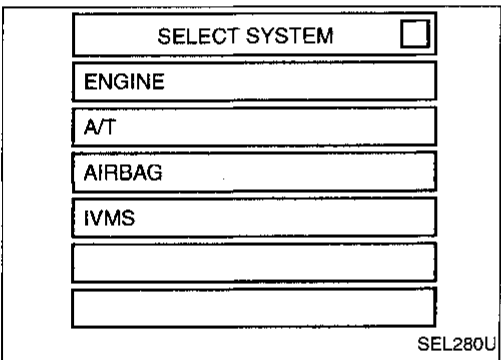 SELECT SYSTEM
ENGINE
A/T
AIRBAG
IVMS
SEL280U